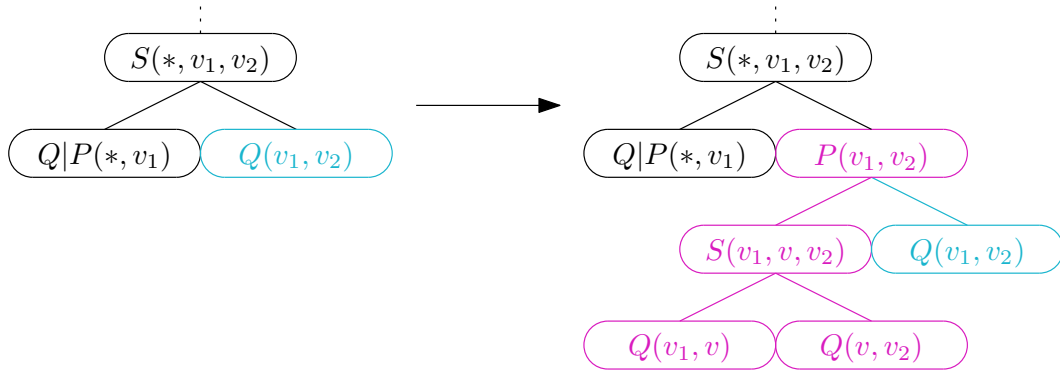 S(∗, v₁, v₂)
Q|P(∗, v₁)
Q(v₁, v₂)
S(∗, v₁, v₂)
Q|P(∗, v₁)
P(v₁, v₂)
S(v₁, v, v₂)
Q(v₁, v₂)
Q(v₁, v)
Q(v, v₂)